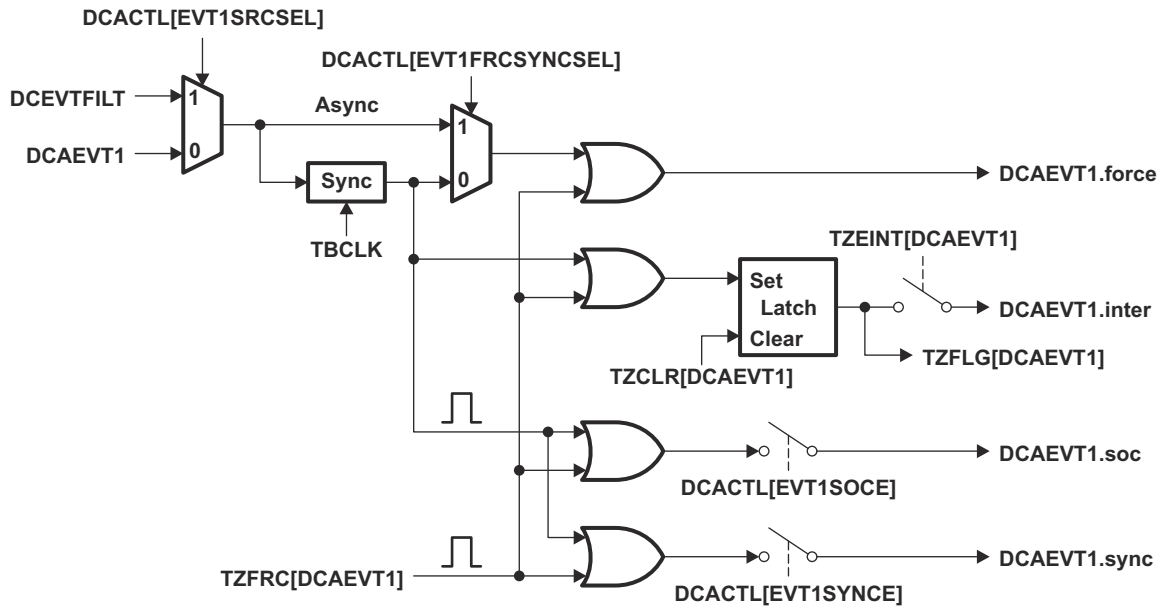 DCACTL[EVT1SRCSEL]
DCACTL[EVT1FRCSYNCSEL]
DCEVTFILT
1
Async
1
DCAEVT1
0
Sync
0
DCAEVT1.force
TBCLK
TZEINT[DCAEVT1]
Set
Latch
DCAEVT1.inter
Clear
TZCLR[DCAEVT1]
TZFLG[DCAEVT1]
DCAEVT1.soc
DCACTL[EVT1SOCE]
TZFRC[DCAEVT1]
DCAEVT1.sync
DCACTL[EVT1SYNCE]